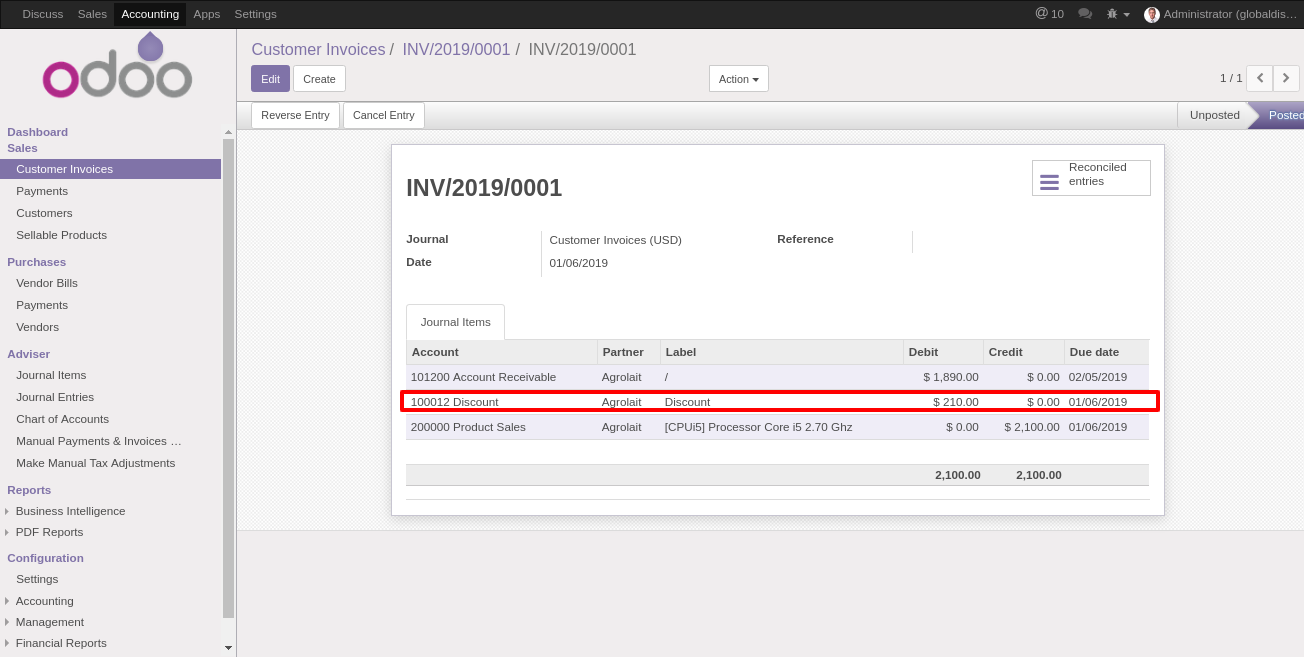 Discuss Sales Accounting Apps Settings @ 10 Administrator (globaldis...
odoo
Customer Invoices / INV/2019/0001 / INV/2019/0001
Edit Create Action 1 / 1
Reverse Entry Cancel Entry Unposted Posted
Dashboard
Sales
Customer Invoices
Payments
Customers
Sellable Products
Purchases
Vendor Bills
Payments
Vendors
Adviser
Journal Items
Journal Entries
Chart of Accounts
Manual Payments & Invoices ...
Make Manual Tax Adjustments
Reports
Business Intelligence
PDF Reports
Configuration
Settings
Accounting
Management
Financial Reports
Reconciled
entries
INV/2019/0001
Journal Customer Invoices (USD) Reference
Date 01/06/2019
Journal Items
Account Partner Label Debit Credit Due date
101200 Account Receivable Agrolait / $ 1,890.00 $ 0.00 02/05/2019
100012 Discount Agrolait Discount $ 210.00 $ 0.00 01/06/2019
200000 Product Sales Agrolait [CPUi5] Processor Core i5 2.70 Ghz $ 0.00 $ 2,100.00 01/06/2019
2,100.00 2,100.00